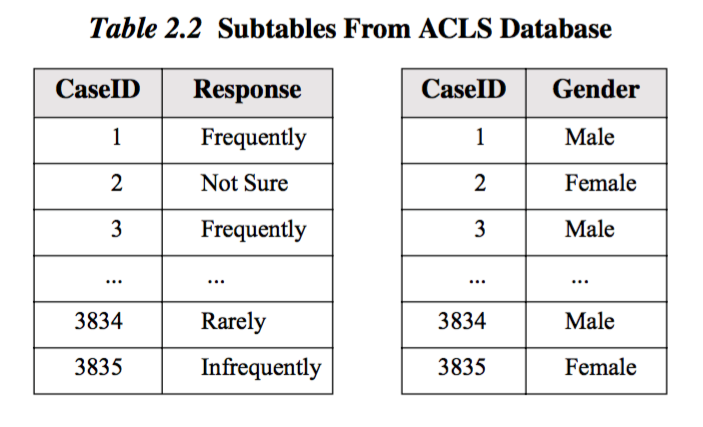 Table 2.2 Subtables From ACLS Database
CaseID Response
1 Frequently
2 Not Sure
3 Frequently
... ...
3834 Rarely
3835 Infrequently
CaseID Gender
1 Male
2 Female
3 Male
... ...
3834 Male
3835 Female